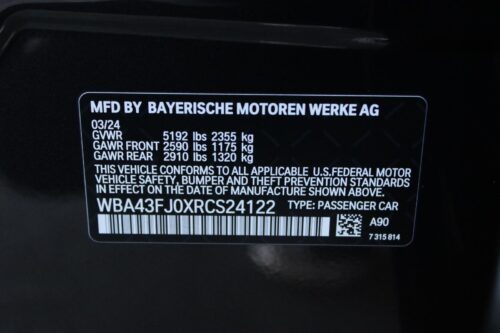 MFD BY BAYERISCHE MOTOREN WERKE AG
03/24
GVWR 5192 lbs 2355 kg
GAWR FRONT 2590 lbs 1175 kg
GAWR REAR 2910 lbs 1320 kg
THIS VEHICLE CONFORMS TO ALL APPLICABLE U.S.FEDERAL MOTOR
VEHICLE SAFETY, BUMPER, AND THEFT PREVENTION STANDARDS
IN EFFECT ON THE DATE OF MANUFACTURE SHOWN ABOVE.
WBA43FJ0XRCS24122 TYPE: PASSENGER CAR
A90
7 315 814